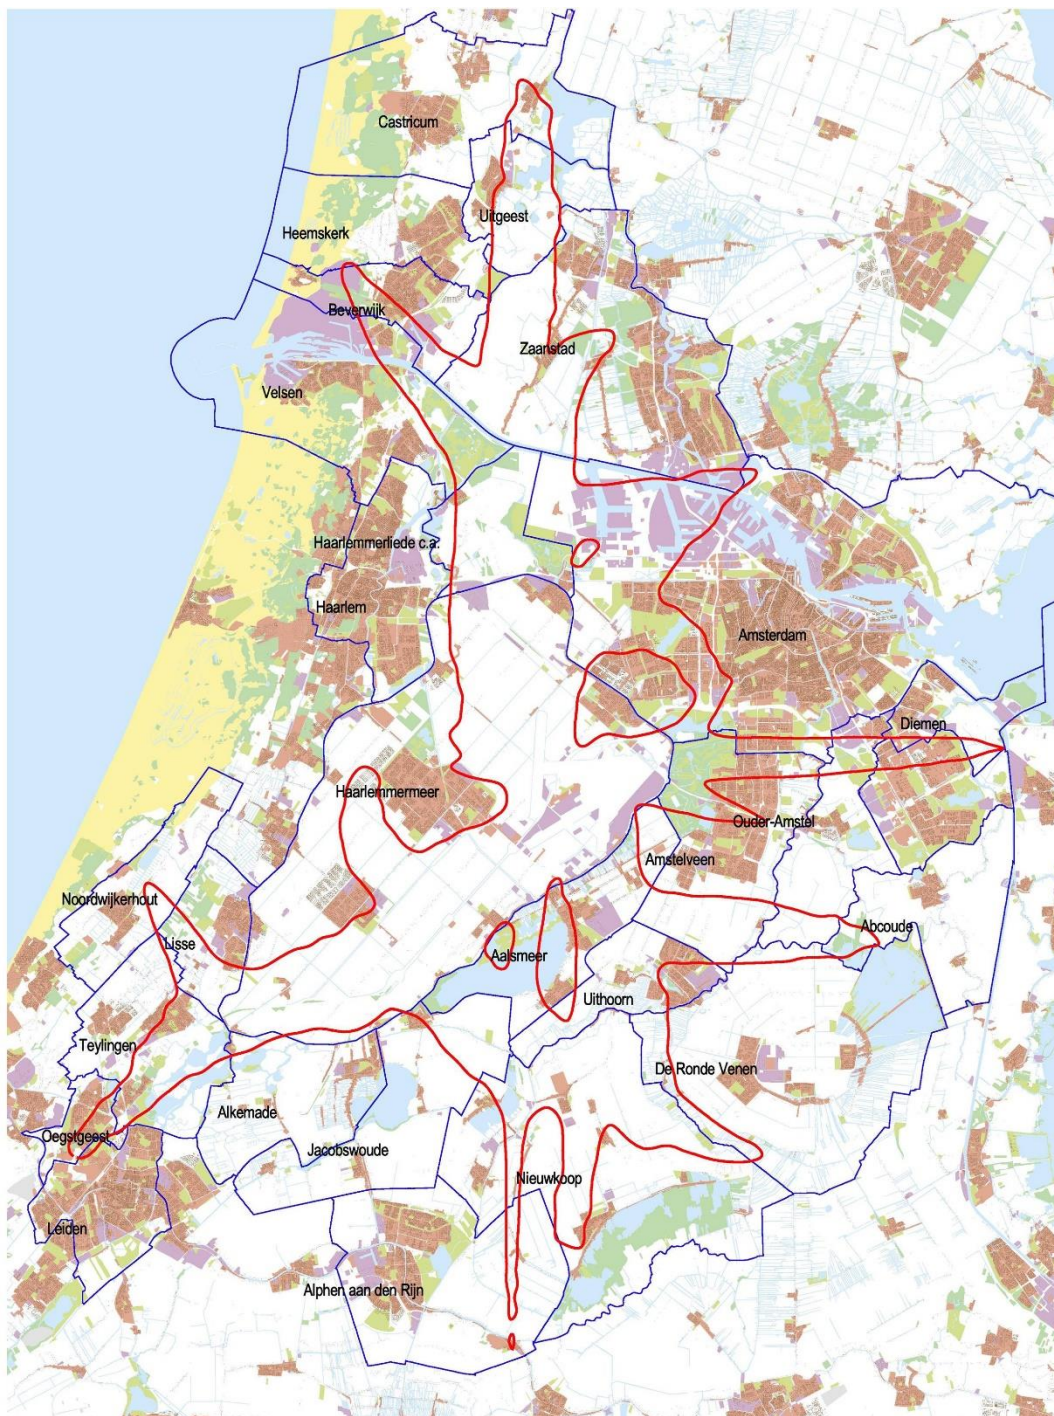 Castricum
Uitgeest
Heemskerk
Beverwijk
Zaanstad
Velsen
Haarlemmerliede c.a.
Haarlem
Amsterdam
Diemen
Haarlemmermeer
Ouder-Amstel
Amstelveen
Noordwijkerhout
Abcoude
Lisse
Aalsmeer
Uithoorn
Teylingen
De Ronde Venen
Alkemade
Oegstgeest
Jacobswoude
Nieuwkoop
Leiden
Alphen aan den Rijn